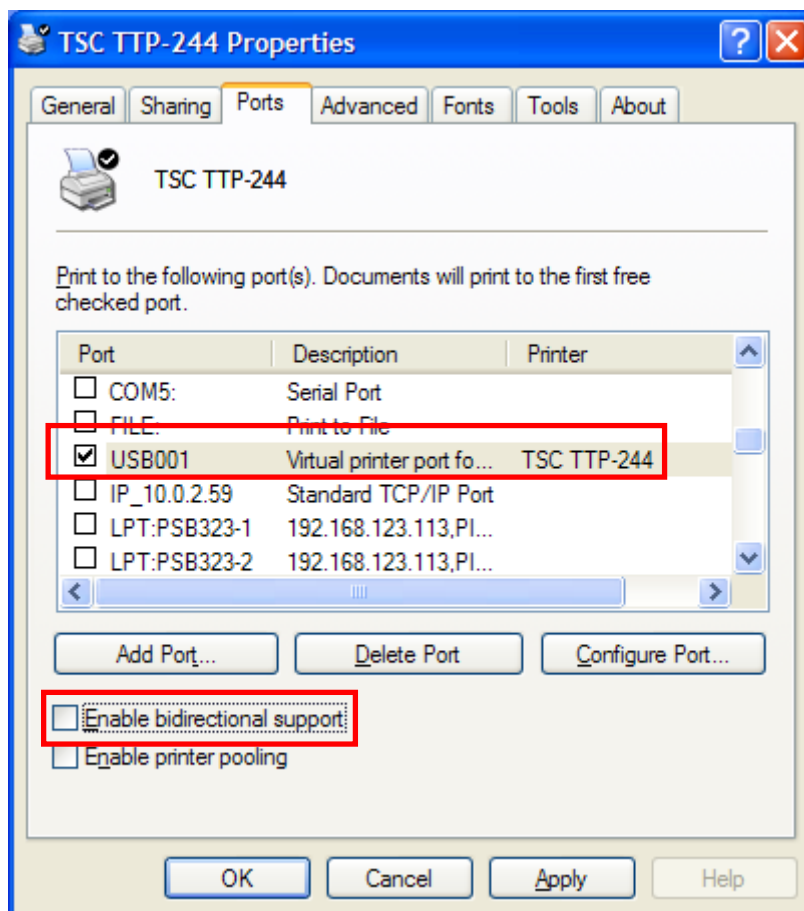 TSC TTP-244 Properties
General Sharing Ports Advanced Fonts Tools About
TSC TTP-244
Print to the following port(s). Documents will print to the first free
checked port.
Port Description Printer
COM5: Serial Port
FILE: Print to File
USB001 Virtual printer port fo... TSC TTP-244
IP_10.0.2.59 Standard TCP/IP Port
LPT:PSB323-1 192.168.123.113,PI...
LPT:PSB323-2 192.168.123.113,PI...
Add Port... Delete Port Configure Port...
Enable bidirectional support
Enable printer pooling
OK Cancel Apply Help